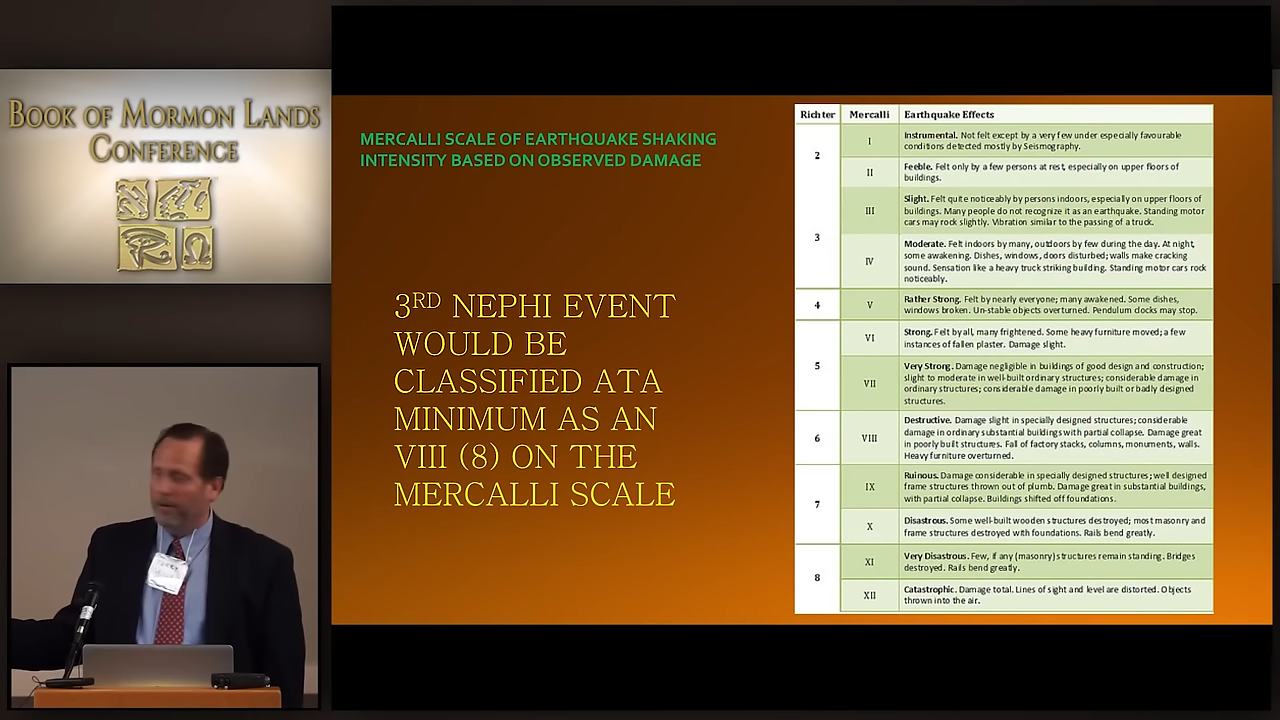 BOOK OF MORMON LANDS
CONFERENCE
MERCALLI SCALE OF EARTHQUAKE SHAKING
INTENSITY BASED ON OBSERVED DAMAGE
3RD NEPHI EVENT
WOULD BE
CLASSIFIED ATA
MINIMUM AS AN
VIII (8) ON THE
MERCALLI SCALE
Richter Mercalli Earthquake Effects
2
I
Instrumental. Not felt except by a very few under especially favourable
conditions detected mostly by Seismography.
II
Feeble. Felt only by a few persons at rest, especially on upper floors of
buildings.
3
III
Slight. Felt quite noticeably by persons indoors, especially on upper floors of
buildings. Many people do not recognize it as an earthquake. Standing motor
cars may rock slightly. Vibration similar to the passing of a truck.
IV
Moderate. Felt indoors by many, outdoors by few during the day. At night,
some awakening. Dishes, windows, doors disturbed; walls make cracking
sound. Sensation like a heavy truck striking building. Standing motor cars rock
noticeably.
4
V
Rather Strong. Felt by nearly everyone; many awakened. Some dishes,
windows broken. Un-stable objects overturned. Pendulum clocks may stop.
5
VI
Strong. Felt by all, many frightened. Some heavy furniture moved; a few
instances of fallen plaster. Damage slight.
VII
Very Strong. Damage negligible in buildings of good design and construction;
slight to moderate in well-built ordinary structures; considerable damage in
ordinary structures; considerable damage in poorly built or badly designed
structures.
6
VIII
Destructive. Damage slight in specially designed structures; considerable
damage in ordinary substantial buildings with partial collapse. Damage great
in poorly built structures. Fall of factory stacks, columns, monuments, walls.
Heavy furniture overturned.
7
IX
Ruinous. Damage considerable in specially designed structures; well designed
frame structures thrown out of plumb. Damage great in substantial buildings,
with partial collapse. Buildings shifted off foundations.
X
Disastrous. Some well-built wooden structures destroyed; most masonry and
frame structures destroyed with foundations. Rails bend greatly.
8
XI
Very Disastrous. Few, if any (masonry) structures remain standing. Bridges
destroyed. Rails bend greatly.
XII
Catastrophic. Damage total. Lines of sight and level are distorted. Objects
thrown into the air.